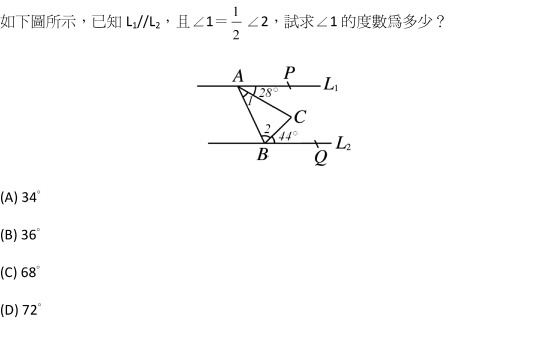 如下圖所示，已知 L₁//L₂，且∠1=1/2∠2，試求∠1 的度數為多少？
A P L₁
28°
1
C
2 44°
B Q L₂
(A) 34°
(B) 36°
(C) 68°
(D) 72°